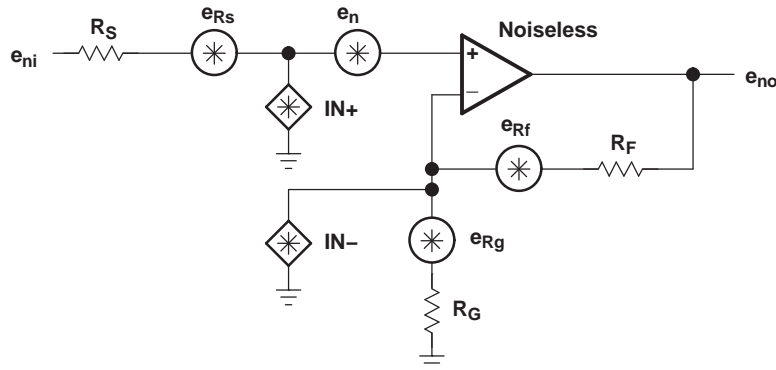 Noiseless
eni
RS
eRs
en
+
−
eno
IN+
eRf
RF
IN−
eRg
RG